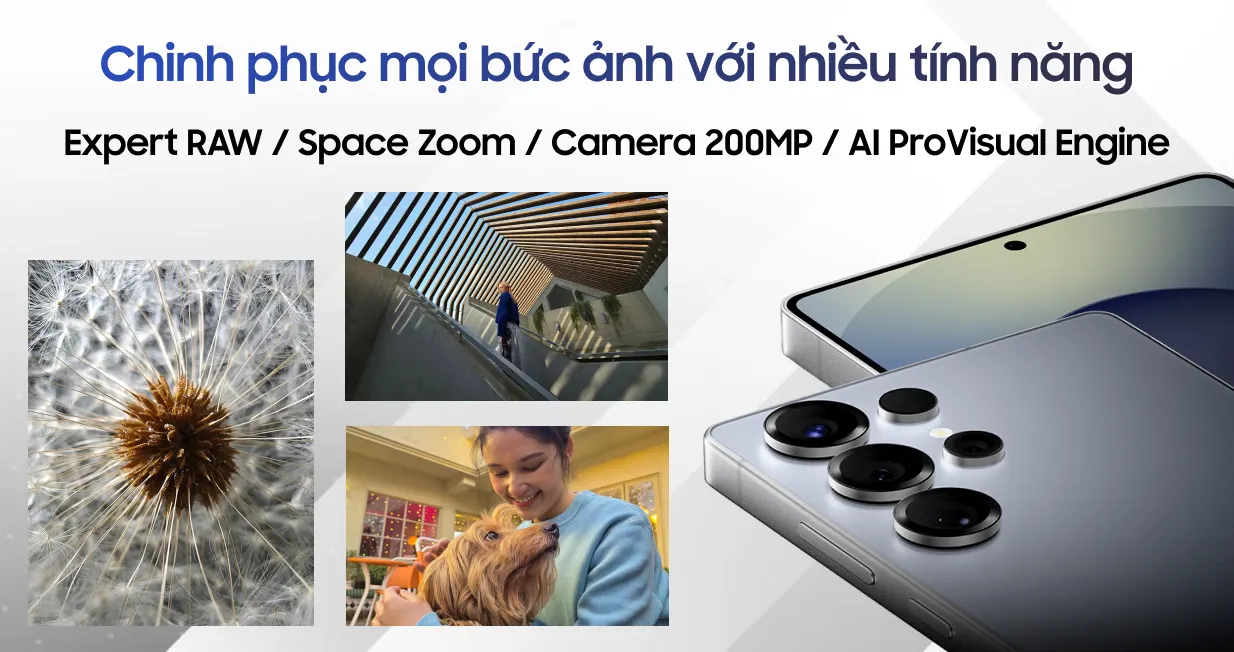 Chinh phục mọi bức ảnh với nhiều tính năng
Expert RAW / Space Zoom / Camera 200MP / AI ProVisual Engine